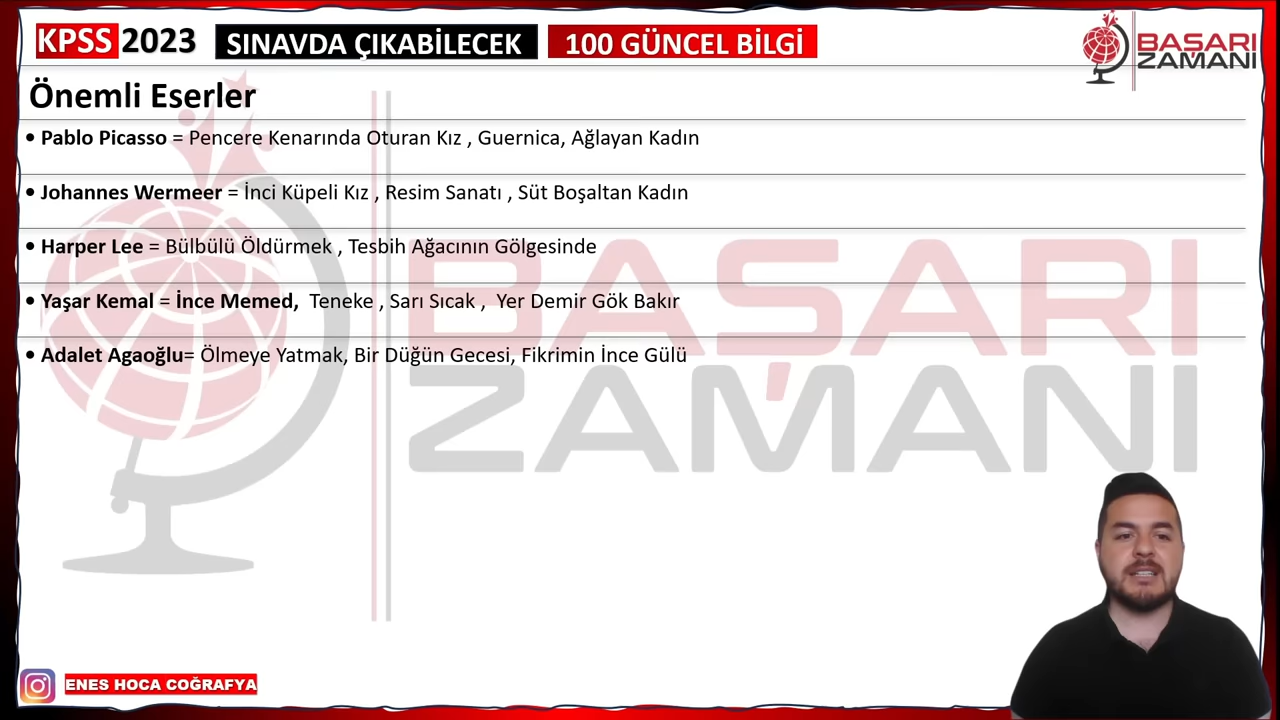 KPSS 2023 SINAVDA ÇIKABİLECEK 100 GÜNCEL BİLGİ
BAŞARI
ZAMANI
Önemli Eserler
• Pablo Picasso = Pencere Kenarında Oturan Kız , Guernica, Ağlayan Kadın
• Johannes Wermeer = İnci Küpeli Kız , Resim Sanatı , Süt Boşaltan Kadın
• Harper Lee = Bülbülü Öldürmek , Tesbih Ağacının Gölgesinde
• Yaşar Kemal = İnce Memed, Teneke , Sarı Sıcak , Yer Demir Gök Bakır
• Adalet Agaoğlu= Ölmeye Yatmak, Bir Düğün Gecesi, Fikrimin İnce Gülü
BAŞARI
ZAMANI
ENES HOCA COĞRAFYA